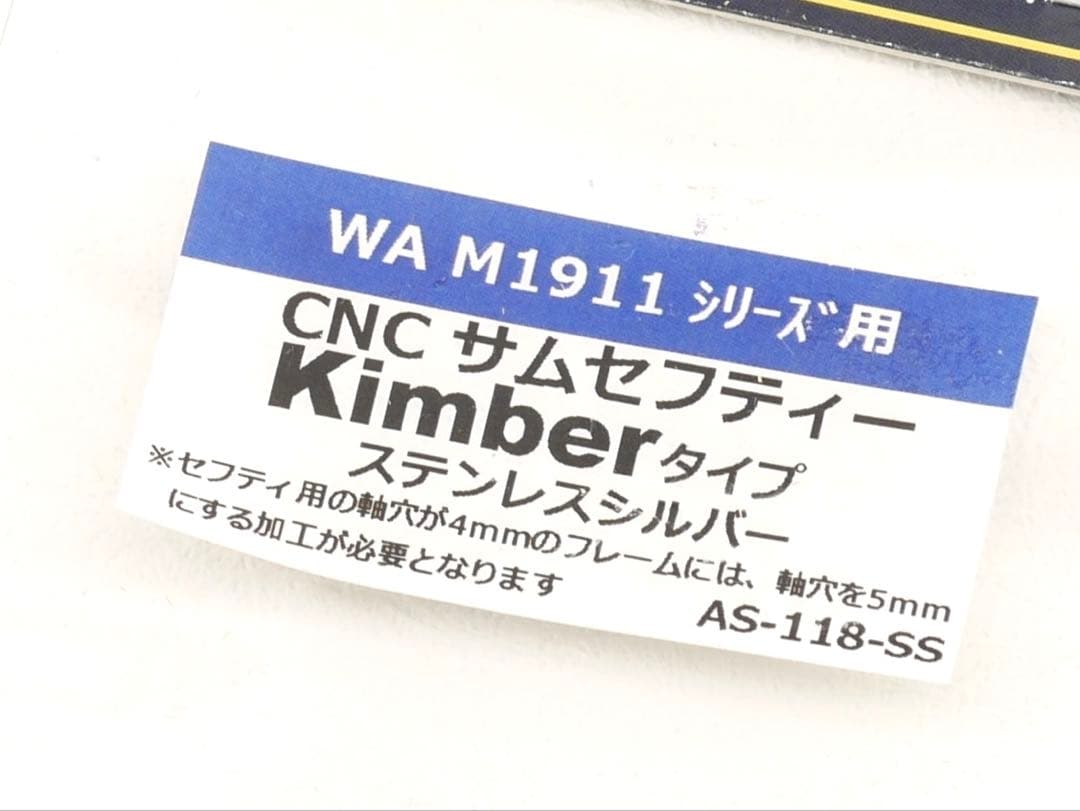 WA M1911 ｼﾘｰｽﾞ用
CNC サムセフティー
Kimberタイプ
ステンレスシルバー
※セフティ用の軸穴が4mmのフレームには、軸穴を5mm
にする加工が必要となります
AS-118-SS